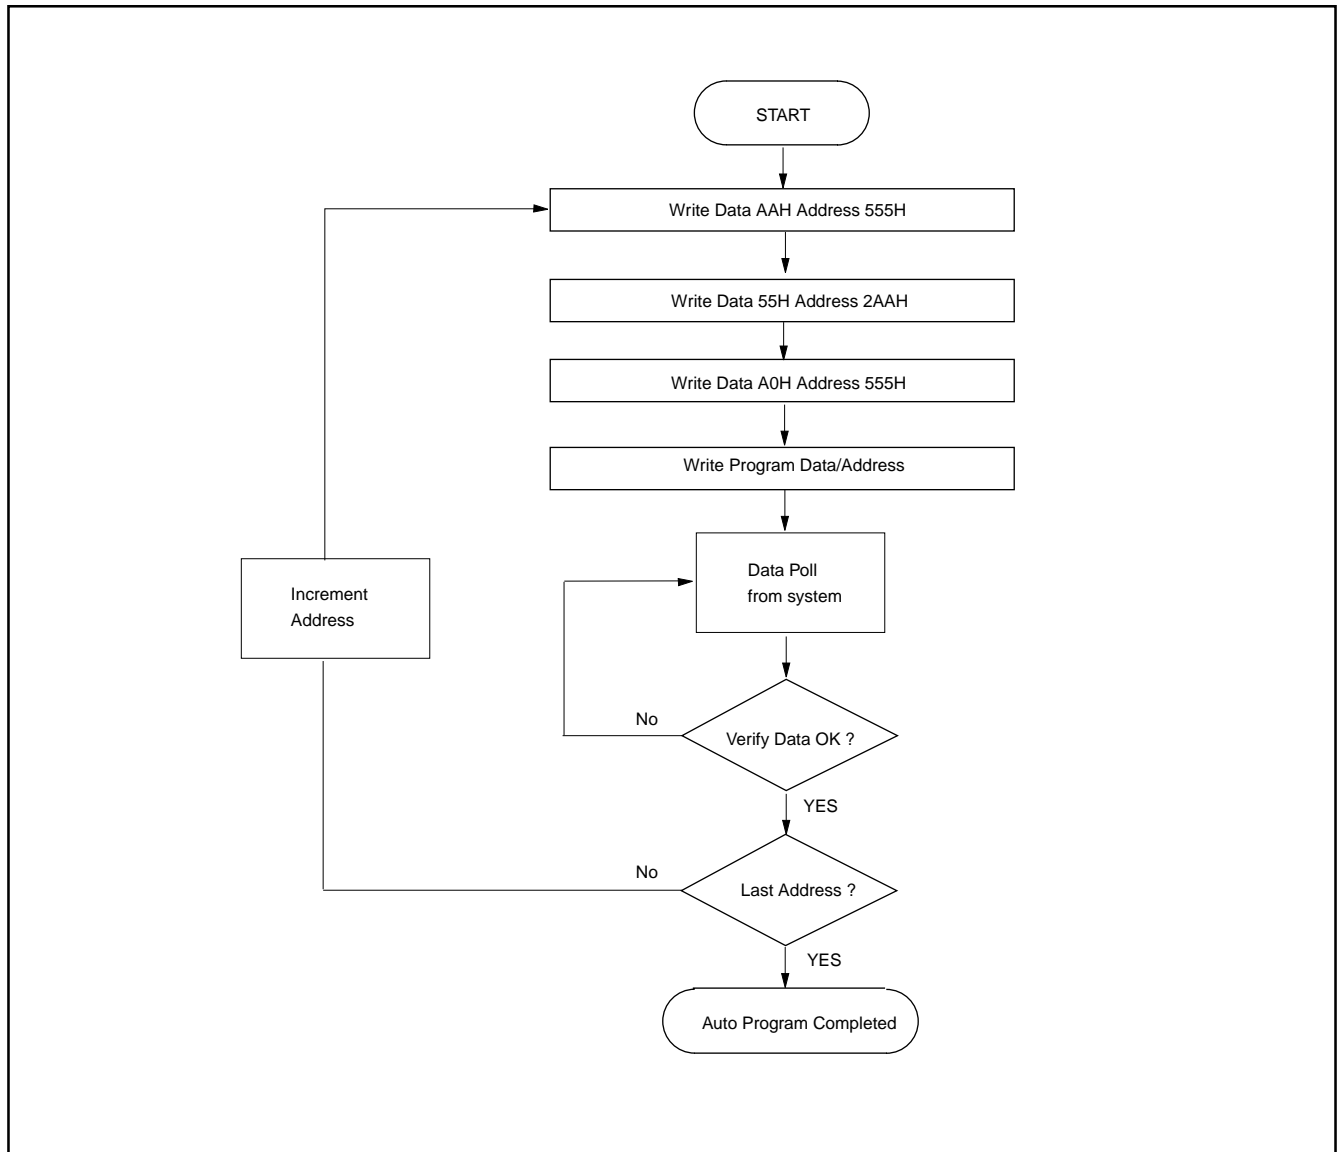 START
Write Data AAH Address 555H
Write Data 55H Address 2AAH
Write Data A0H Address 555H
Write Program Data/Address
Data Poll
from system
Increment
Address
No
Verify Data OK ?
YES
No
Last Address ?
YES
Auto Program Completed